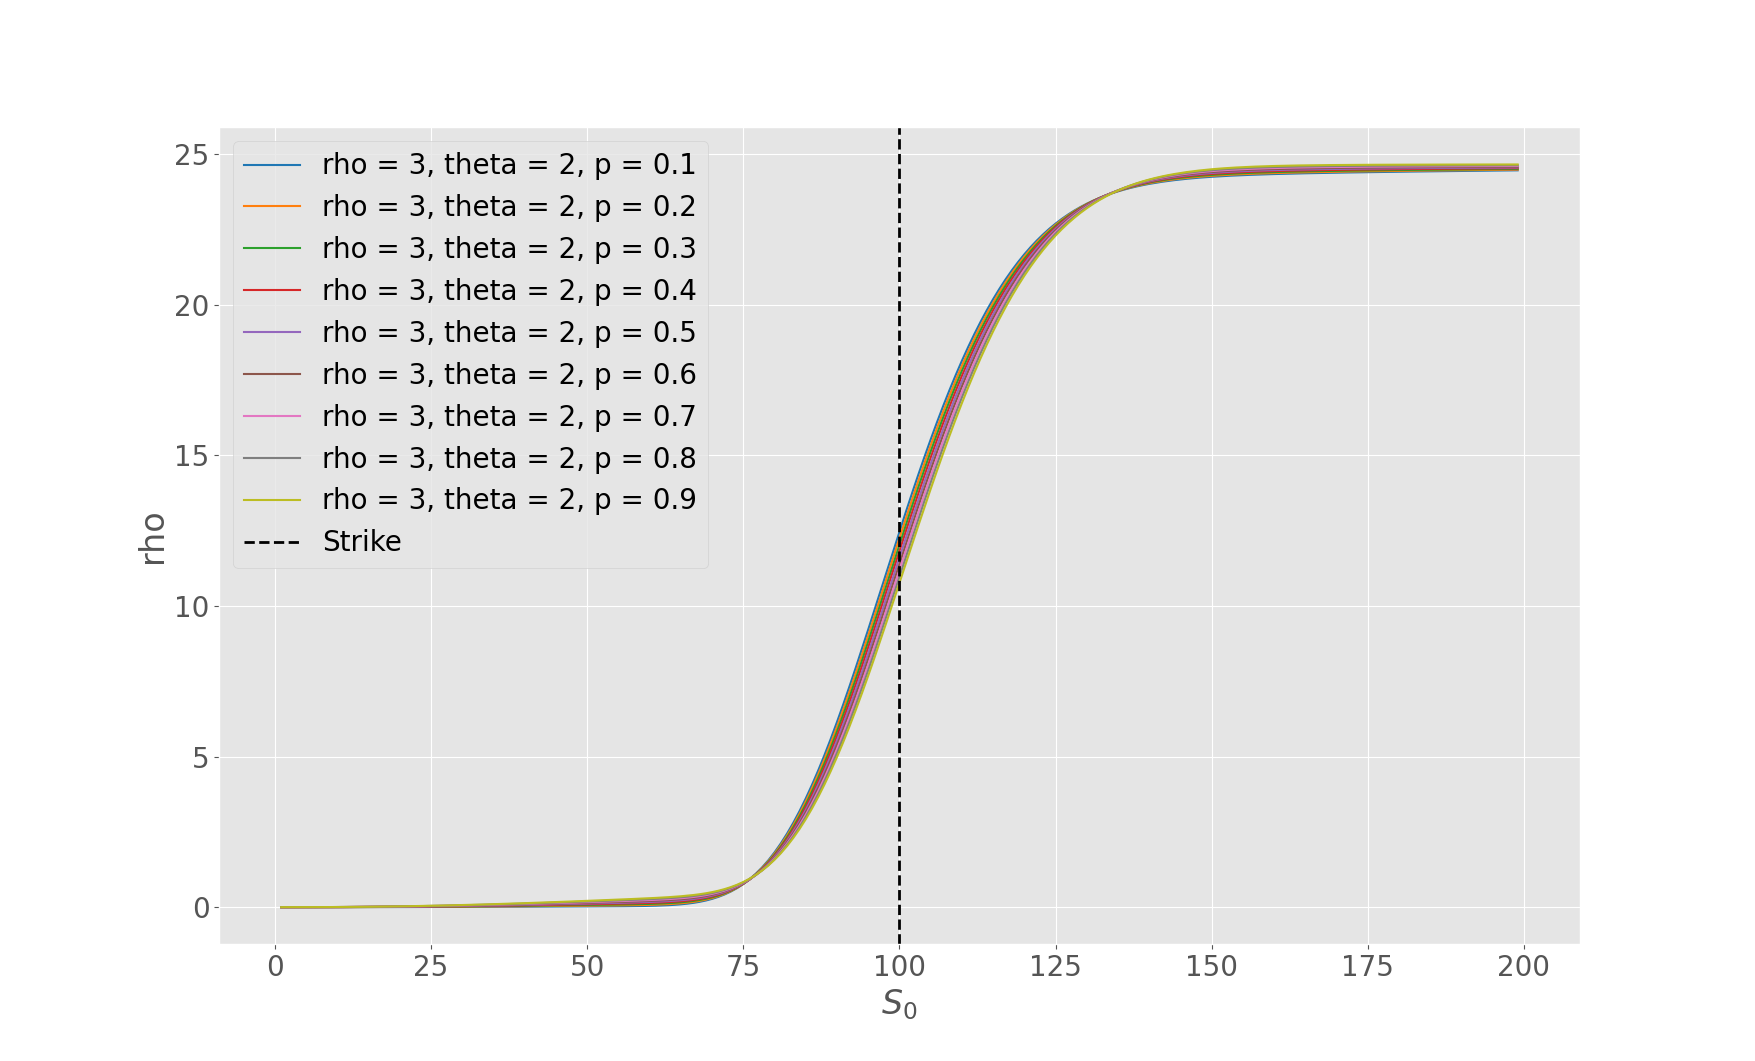 rho = 3, theta = 2, p = 0.1
rho = 3, theta = 2, p = 0.2
rho = 3, theta = 2, p = 0.3
rho = 3, theta = 2, p = 0.4
rho = 3, theta = 2, p = 0.5
rho = 3, theta = 2, p = 0.6
rho = 3, theta = 2, p = 0.7
rho = 3, theta = 2, p = 0.8
rho = 3, theta = 2, p = 0.9
Strike
25
20
15
10
5
0
rho
0 25 50 75 100 125 150 175 200
S₀